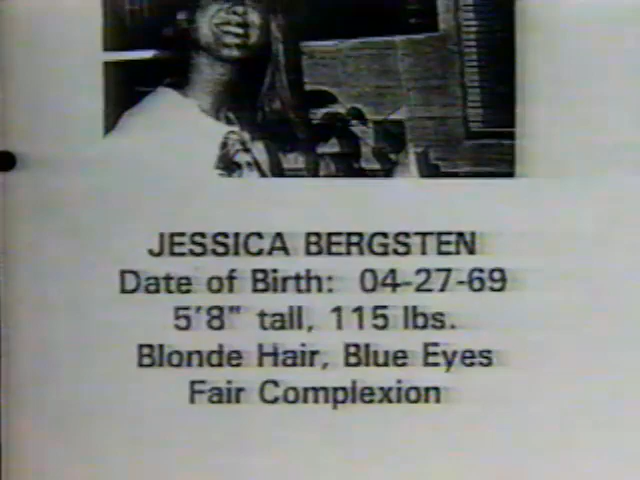 JESSICA BERGSTEN
Date of Birth: 04-27-69
5'8" tall, 115 lbs.
Blonde Hair, Blue Eyes
Fair Complexion